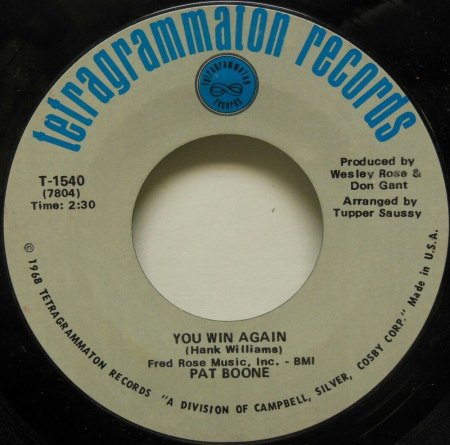 tetragrammaton records
tetragrammaton
records
T-1540
(7804)
Time: 2:30
Produced by
Wesley Rose &
Don Gant
Arranged by
Tupper Saussy
YOU WIN AGAIN
(Hank Williams)
Fred Rose Music, Inc. - BMI
PAT BOONE
© 1968 TETRAGRAMMATON RECORDS "A DIVISION OF CAMPBELL, SILVER, COSBY CORP." Made in U.S.A.